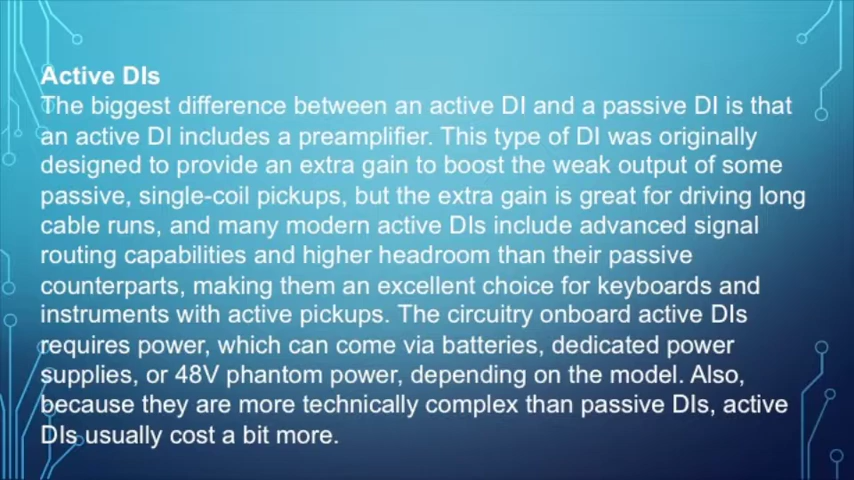 Active DIs
The biggest difference between an active DI and a passive DI is that
an active DI includes a preamplifier. This type of DI was originally
designed to provide an extra gain to boost the weak output of some
passive, single-coil pickups, but the extra gain is great for driving long
cable runs, and many modern active DIs include advanced signal
routing capabilities and higher headroom than their passive
counterparts, making them an excellent choice for keyboards and
instruments with active pickups. The circuitry onboard active DIs
requires power, which can come via batteries, dedicated power
supplies, or 48V phantom power, depending on the model. Also,
because they are more technically complex than passive DIs, active
DIs usually cost a bit more.